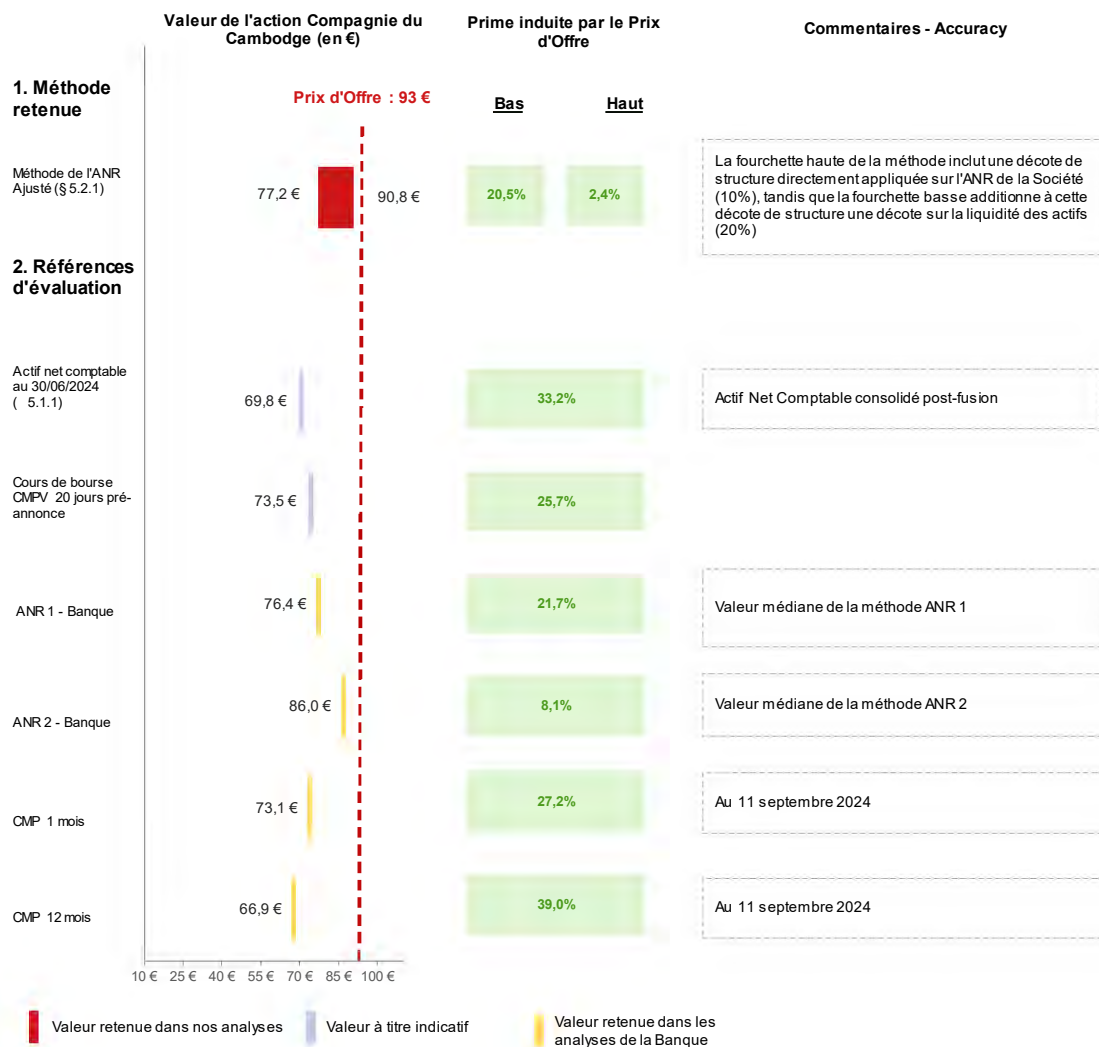 Valeur de l'action Compagnie du
Cambodge (en €)
Prime induite par le Prix
d'Offre
Commentaires - Accuracy
1. Méthode
retenue
Prix d'Offre : 93 €
Bas
Haut
Méthode de l'ANR
Ajusté (§ 5.2.1)
77,2 €
90,8 €
20,5%
2,4%
La fourchette haute de la méthode inclut une décote de
structure directement appliquée sur l'ANR de la Société
(10%), tandis que la fourchette basse additionne à cette
décote de structure une décote sur la liquidité des actifs
(20%)
2. Références
d'évaluation
Actif net comptable
au 30/06/2024
( 5.1.1)
69,8 €
33,2%
Actif Net Comptable consolidé post-fusion
Cours de bourse
CMPV 20 jours pré-
annonce
73,5 €
25,7%
ANR 1 - Banque
76,4 €
21,7%
Valeur médiane de la méthode ANR 1
ANR 2 - Banque
86,0 €
8,1%
Valeur médiane de la méthode ANR 2
CMP 1 mois
73,1 €
27,2%
Au 11 septembre 2024
CMP 12 mois
66,9 €
39,0%
Au 11 septembre 2024
10 € 25 € 40 € 55 € 70 € 85 € 100 €
Valeur retenue dans nos analyses
Valeur à titre indicatif
Valeur retenue dans les
analyses de la Banque